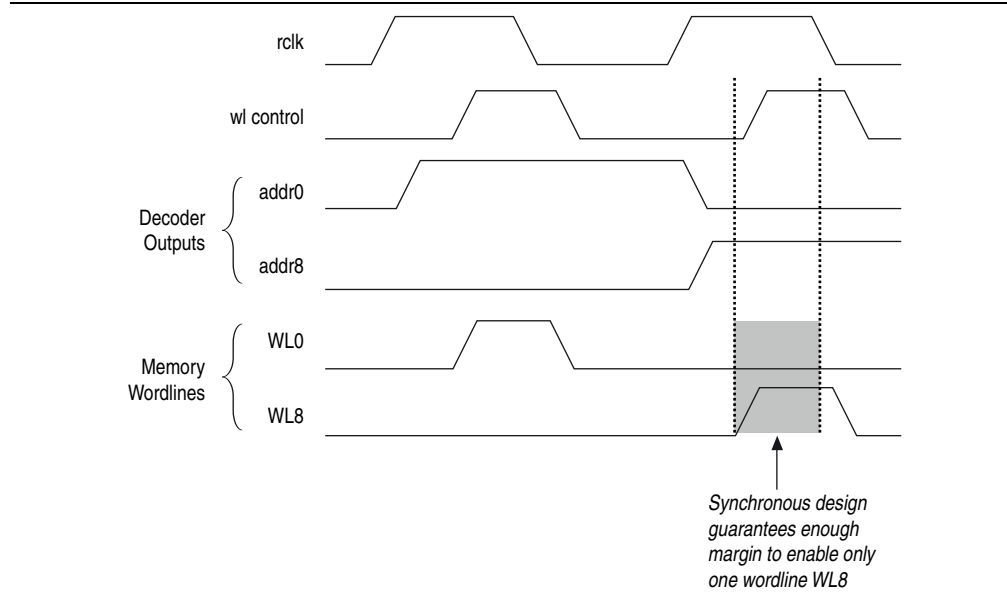 rclk
wl control
addr0
Decoder
Outputs
addr8
WL0
Memory
Wordlines
WL8
Synchronous design
guarantees enough
margin to enable only
one wordline WL8